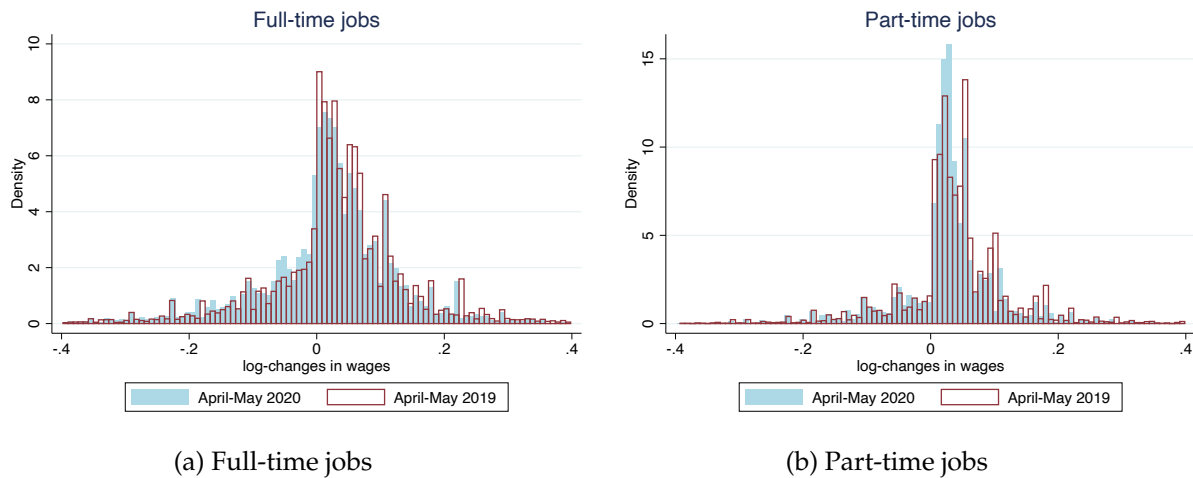 Full-time jobs
10
8
6
4
2
0
Density
-.4 -.2 0 .2 .4
log-changes in wages
April-May 2020 April-May 2019
(a) Full-time jobs
Part-time jobs
15
10
5
0
Density
-.4 -.2 0 .2 .4
log-changes in wages
April-May 2020 April-May 2019
(b) Part-time jobs